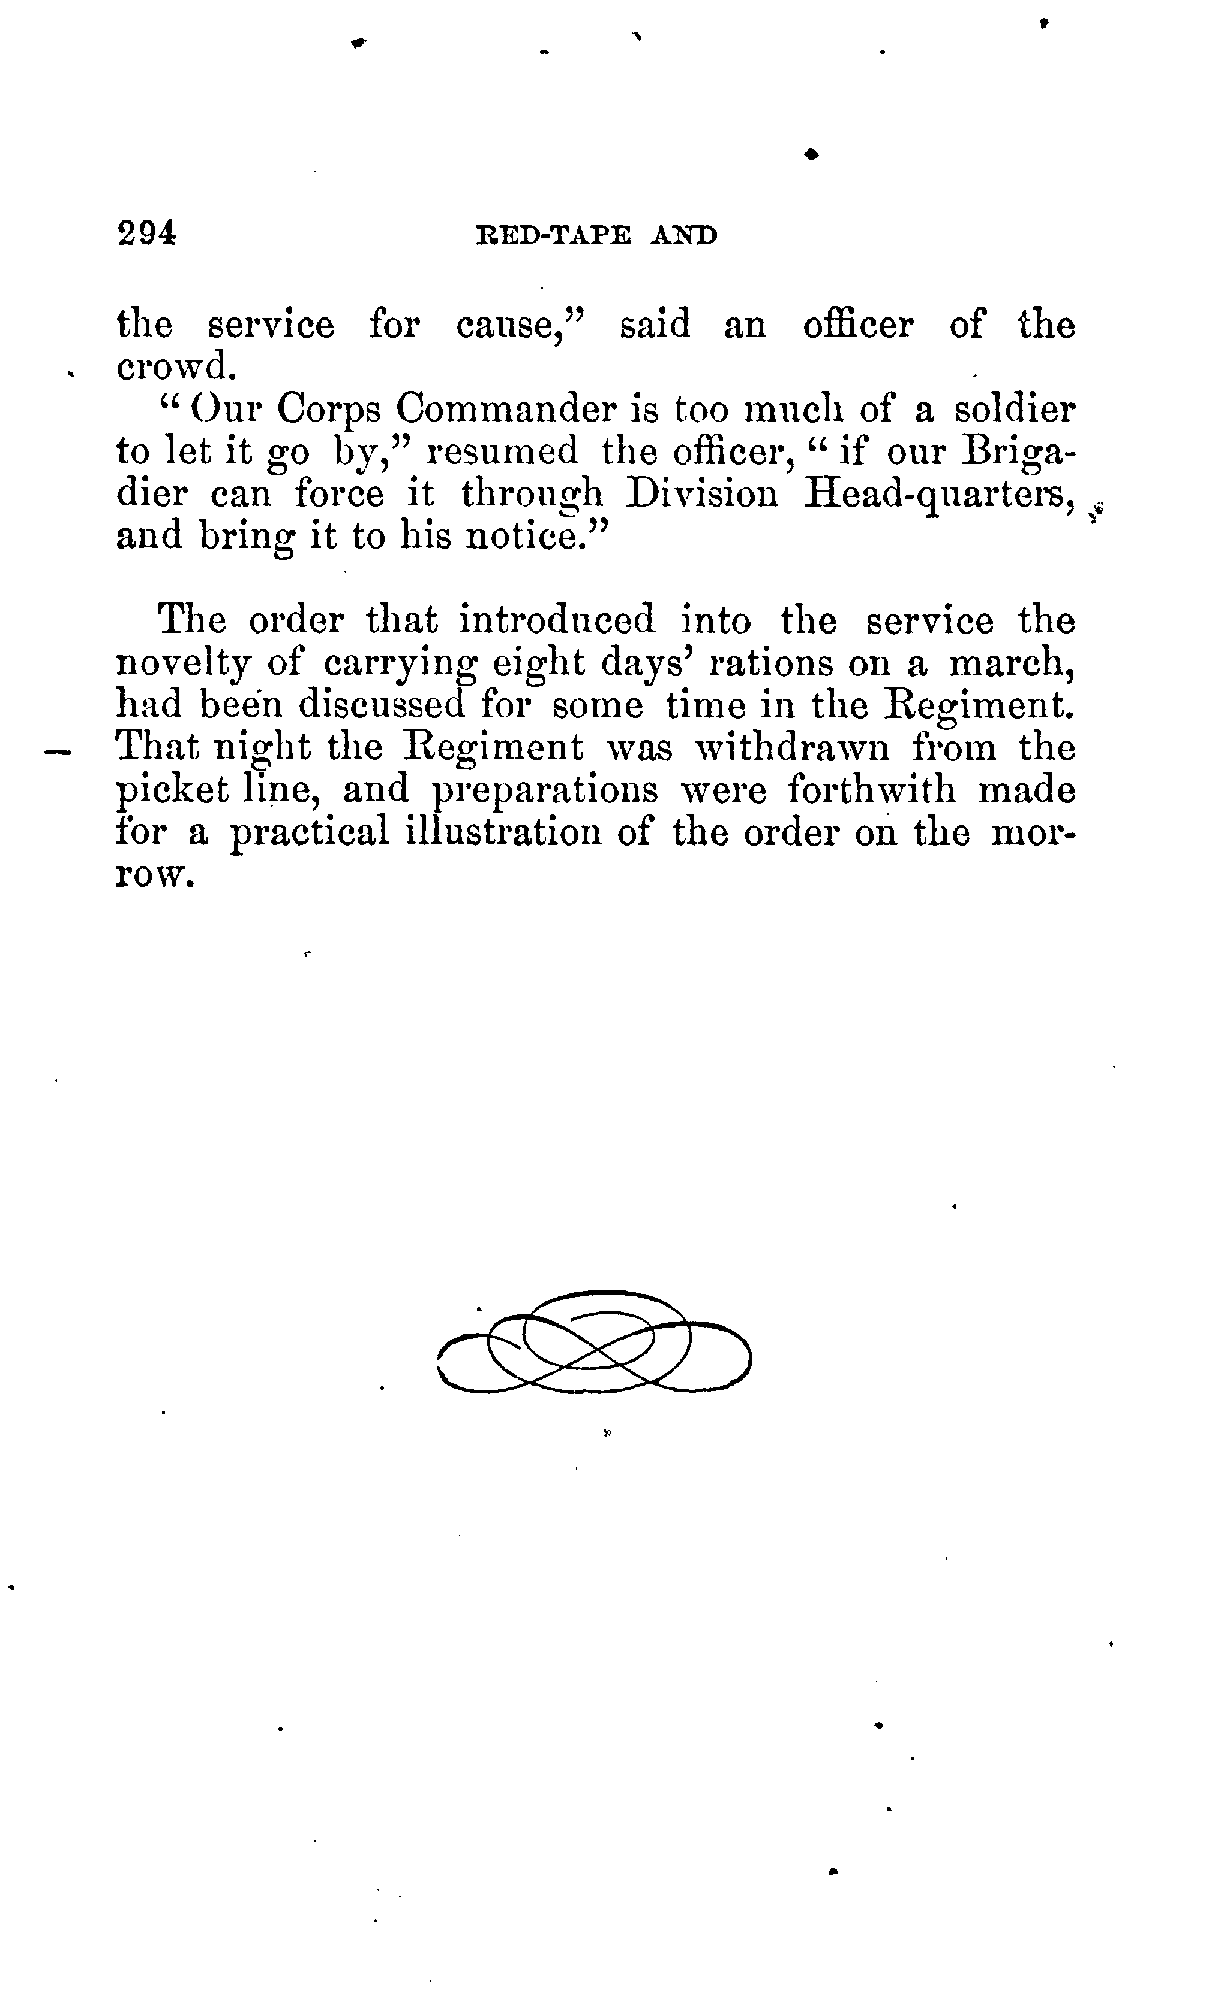 294 RED-TAPE AND
the service for cause,” said an officer of the
crowd.
“Our Corps Commander is too much of a soldier
to let it go by,” resumed the officer, “if our Briga-
dier can force it through Division Head-quarters,
and bring it to his notice.”
The order that introduced into the service the
novelty of carrying eight days’ rations on a march,
had been discussed for some time in the Regiment.
That night the Regiment was withdrawn from the
picket line, and preparations were forthwith made
for a practical illustration of the order on the mor-
row.